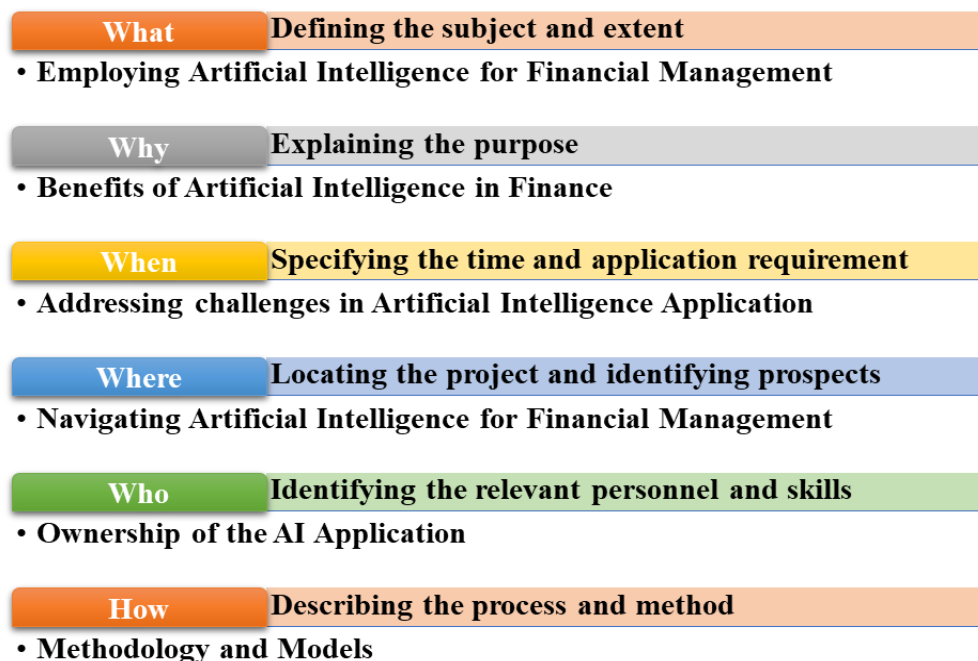 What Defining the subject and extent
• Employing Artificial Intelligence for Financial Management
Why Explaining the purpose
• Benefits of Artificial Intelligence in Finance
When Specifying the time and application requirement
• Addressing challenges in Artificial Intelligence Application
Where Locating the project and identifying prospects
• Navigating Artificial Intelligence for Financial Management
Who Identifying the relevant personnel and skills
• Ownership of the AI Application
How Describing the process and method
• Methodology and Models